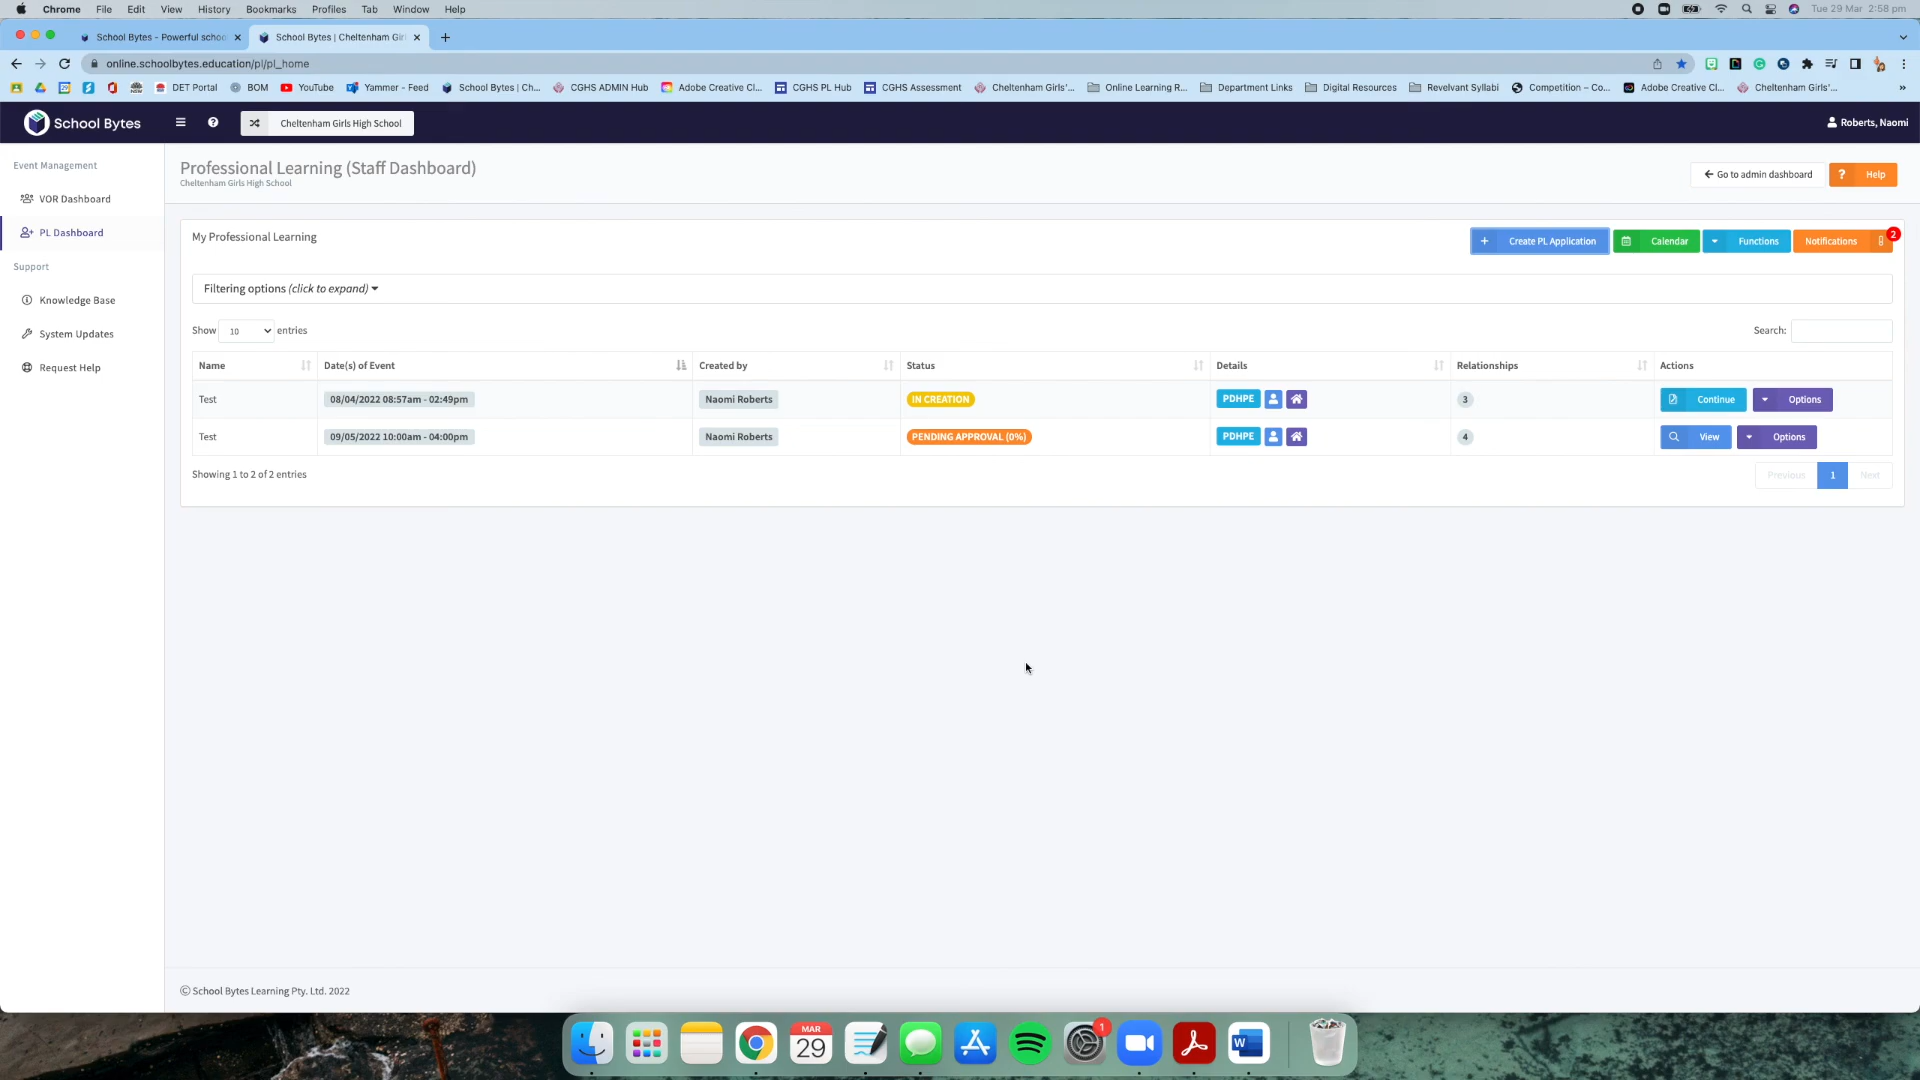 Chrome File Edit View History Bookmarks Profiles Tab Window Help Tue 29 Mar 2:58 pm
School Bytes - Powerful schoo School Bytes | Cheltenham Gir
online.schoolbytes.education/pl/pl_home
DET Portal BOM YouTube Yammer - Feed School Bytes | Ch... CGHS ADMIN Hub Adobe Creative Cl... CGHS PL Hub CGHS Assessment Cheltenham Girls'... Online Learning R... Department Links Digital Resources Revelvant Syllabi Competition – Co... Adobe Creative Cl... Cheltenham Girls'... »
School Bytes Cheltenham Girls High School Roberts, Naomi
Event Management
VOR Dashboard
PL Dashboard
Support
Knowledge Base
System Updates
Request Help
Professional Learning (Staff Dashboard)
Cheltenham Girls High School
Go to admin dashboard ? Help
My Professional Learning
+ Create PL Application Calendar Functions Notifications 2
Filtering options (click to expand)
Show 10 entries Search:
Name Date(s) of Event Created by Status Details Relationships Actions
Test 08/04/2022 08:57am - 02:49pm Naomi Roberts IN CREATION PDHPE 3 Continue Options
Test 09/05/2022 10:00am - 04:00pm Naomi Roberts PENDING APPROVAL (0%) PDHPE 4 View Options
Showing 1 to 2 of 2 entries Previous 1 Next
© School Bytes Learning Pty. Ltd. 2022
MAR
29
1
W